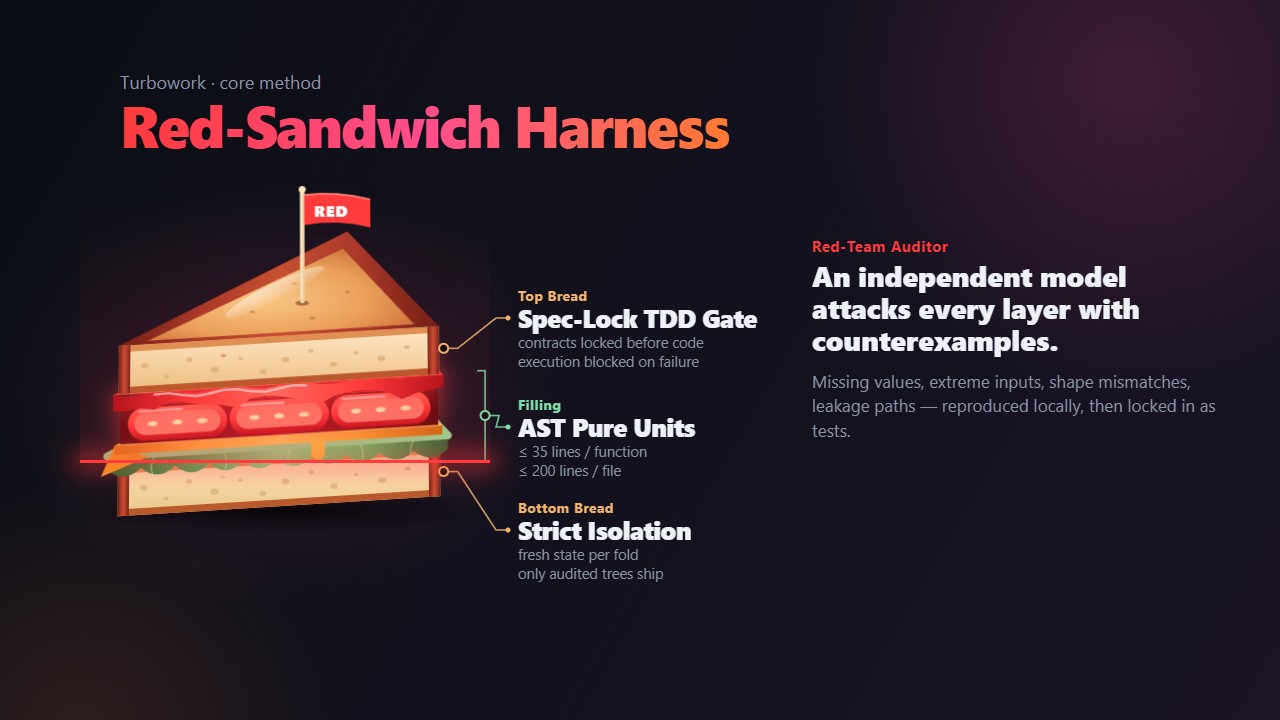 Turbowork · core method
Red-Sandwich Harness
RED
Top Bread
Spec-Lock TDD Gate
contracts locked before code
execution blocked on failure
Filling
AST Pure Units
≤ 35 lines / function
≤ 200 lines / file
Bottom Bread
Strict Isolation
fresh state per fold
only audited trees ship
Red-Team Auditor
An independent model
attacks every layer with
counterexamples.
Missing values, extreme inputs, shape mismatches,
leakage paths — reproduced locally, then locked in as
tests.